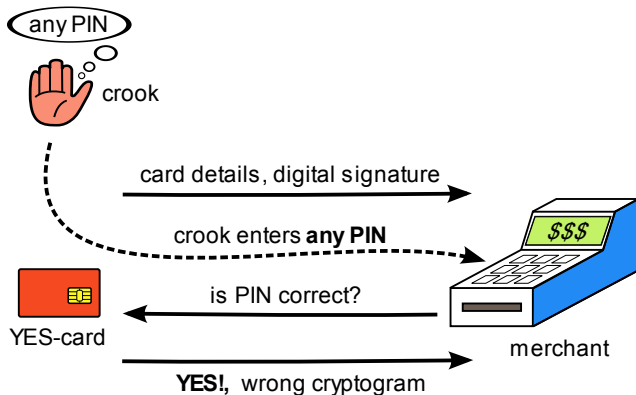 any PIN
crook
card details, digital signature
$$$
crook enters any PIN
is PIN correct?
YES-card
merchant
YES!, wrong cryptogram